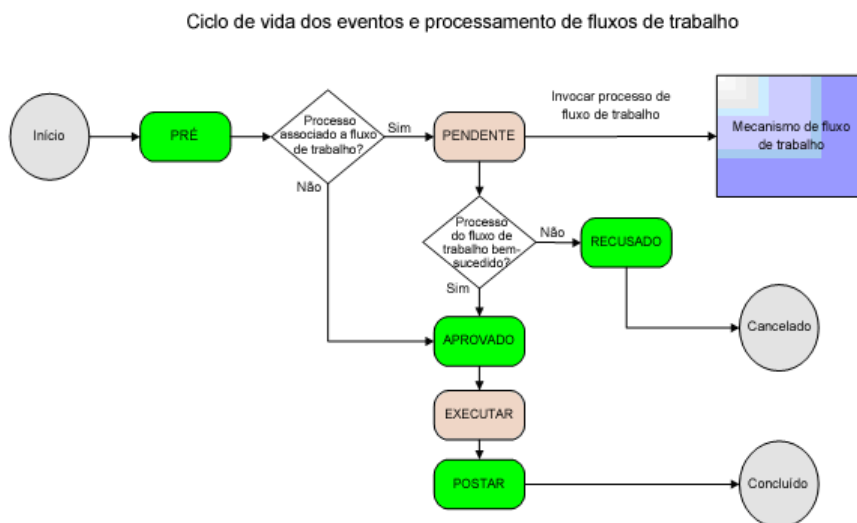 Ciclo de vida dos eventos e processamento de fluxos de trabalho
Início
PRÉ
Processo
associado a fluxo
de trabalho?
Sim
Não
PENDENTE
Invocar processo de
fluxo de trabalho
Mecanismo de fluxo
de trabalho
Processo
do fluxo de
trabalho bem-
sucedido?
Não
RECUSADO
Sim
Cancelado
APROVADO
EXECUTAR
POSTAR
Concluído